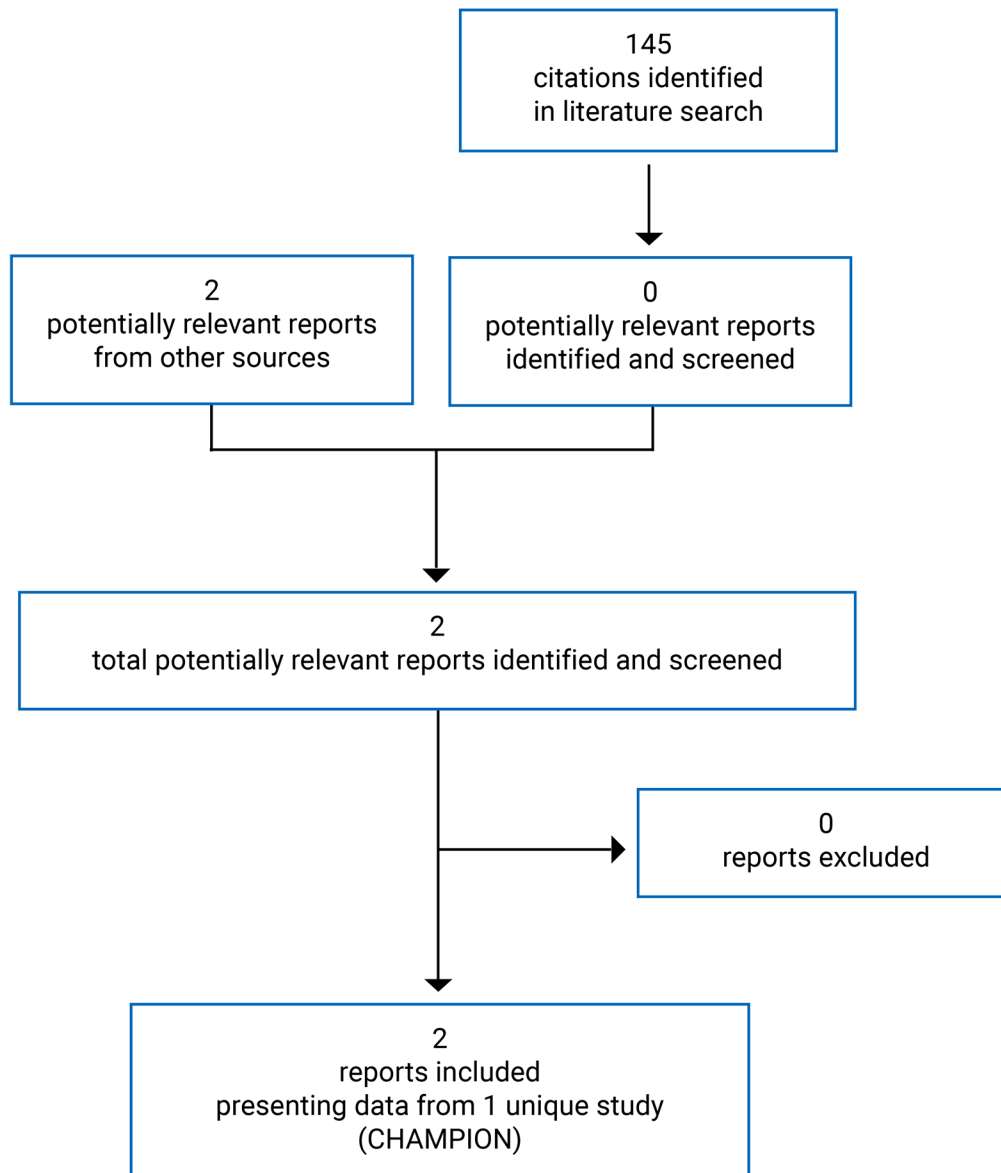 145
citations identified
in literature search
2
potentially relevant reports
from other sources
0
potentially relevant reports
identified and screened
2
total potentially relevant reports identified and screened
0
reports excluded
2
reports included
presenting data from 1 unique study
(CHAMPION)